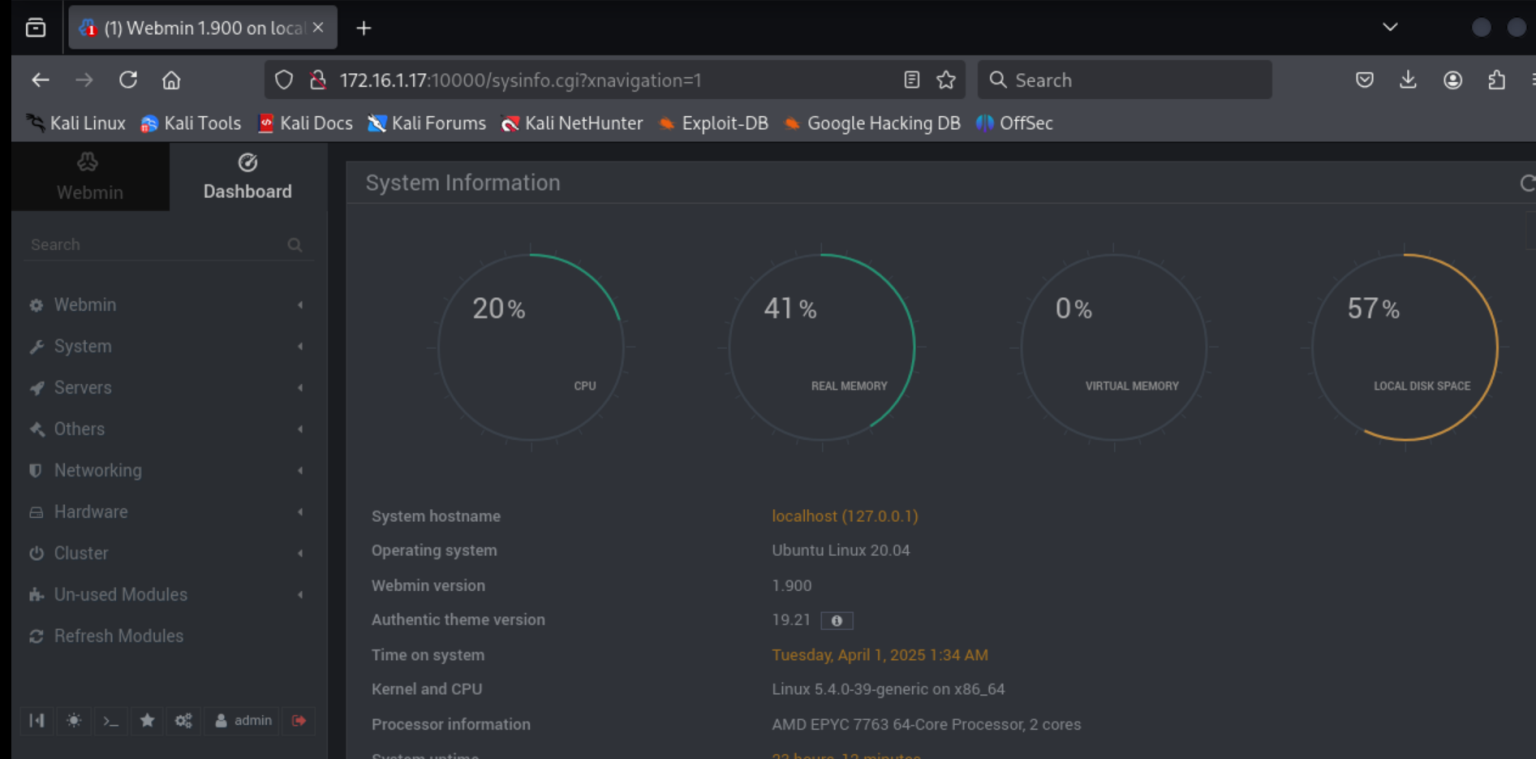 (1) Webmin 1.900 on local
172.16.1.17:10000/sysinfo.cgi?xnavigation=1
Search
Kali Linux Kali Tools Kali Docs Kali Forums Kali NetHunter Exploit-DB Google Hacking DB OffSec
Webmin
Dashboard
Search
Webmin
System
Servers
Others
Networking
Hardware
Cluster
Un-used Modules
Refresh Modules
admin
System Information
20%
CPU
41%
REAL MEMORY
0%
VIRTUAL MEMORY
57%
LOCAL DISK SPACE
System hostname localhost (127.0.0.1)
Operating system Ubuntu Linux 20.04
Webmin version 1.900
Authentic theme version 19.21
Time on system Tuesday, April 1, 2025 1:34 AM
Kernel and CPU Linux 5.4.0-39-generic on x86_64
Processor information AMD EPYC 7763 64-Core Processor, 2 cores
System uptime 23 hours, 12 minutes